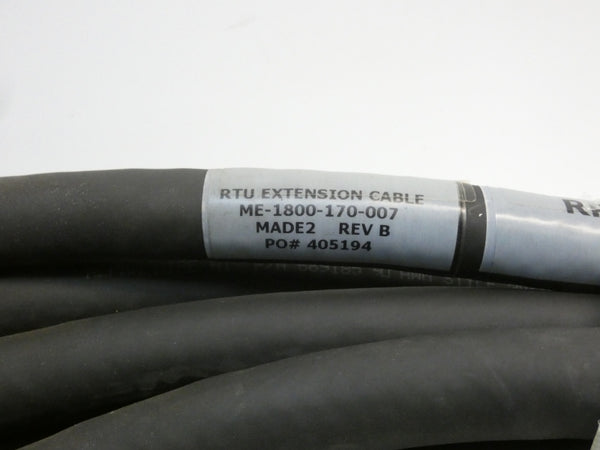 RTU EXTENSION CABLE
ME-1800-170-007
MADE2 REV B
PO# 405194